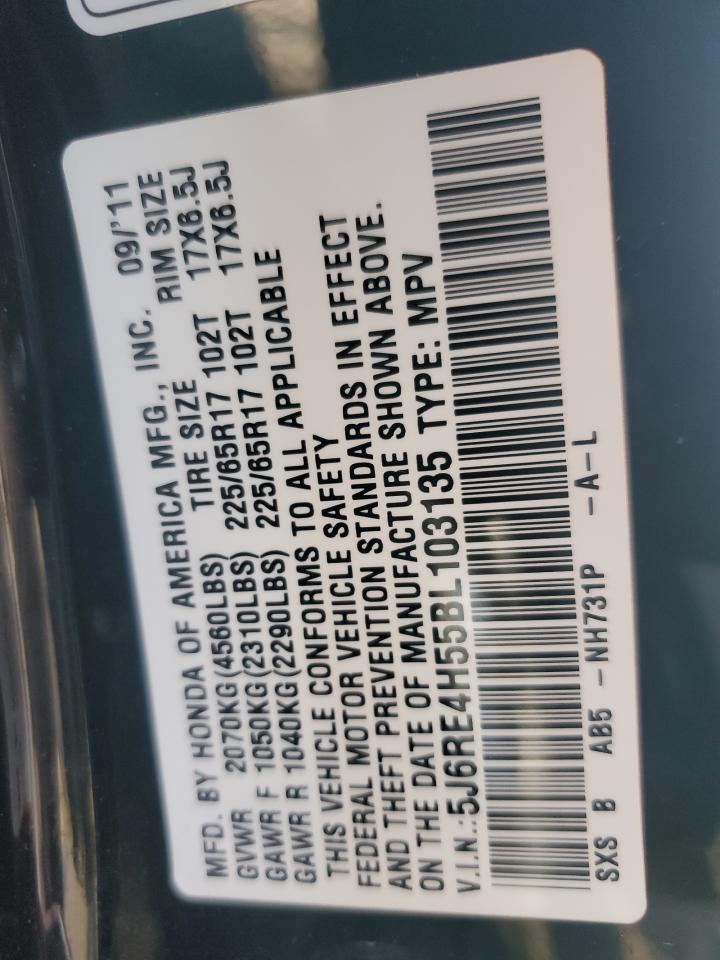 MFD. BY HONDA OF AMERICA MFG., INC. 09/'11
TIRE SIZE RIM SIZE
GVWR 2070KG(4560LBS)
GAWR F 1050KG(2310LBS) 225/65R17 102T 17X6.5J
GAWR R 1040KG(2290LBS) 225/65R17 102T 17X6.5J
THIS VEHICLE CONFORMS TO ALL APPLICABLE
FEDERAL MOTOR VEHICLE SAFETY
AND THEFT PREVENTION STANDARDS IN EFFECT
ON THE DATE OF MANUFACTURE SHOWN ABOVE.
V.I.N.:5J6RE4H55BL103135 TYPE: MPV
SXS B AB5 -NH731P -A-L